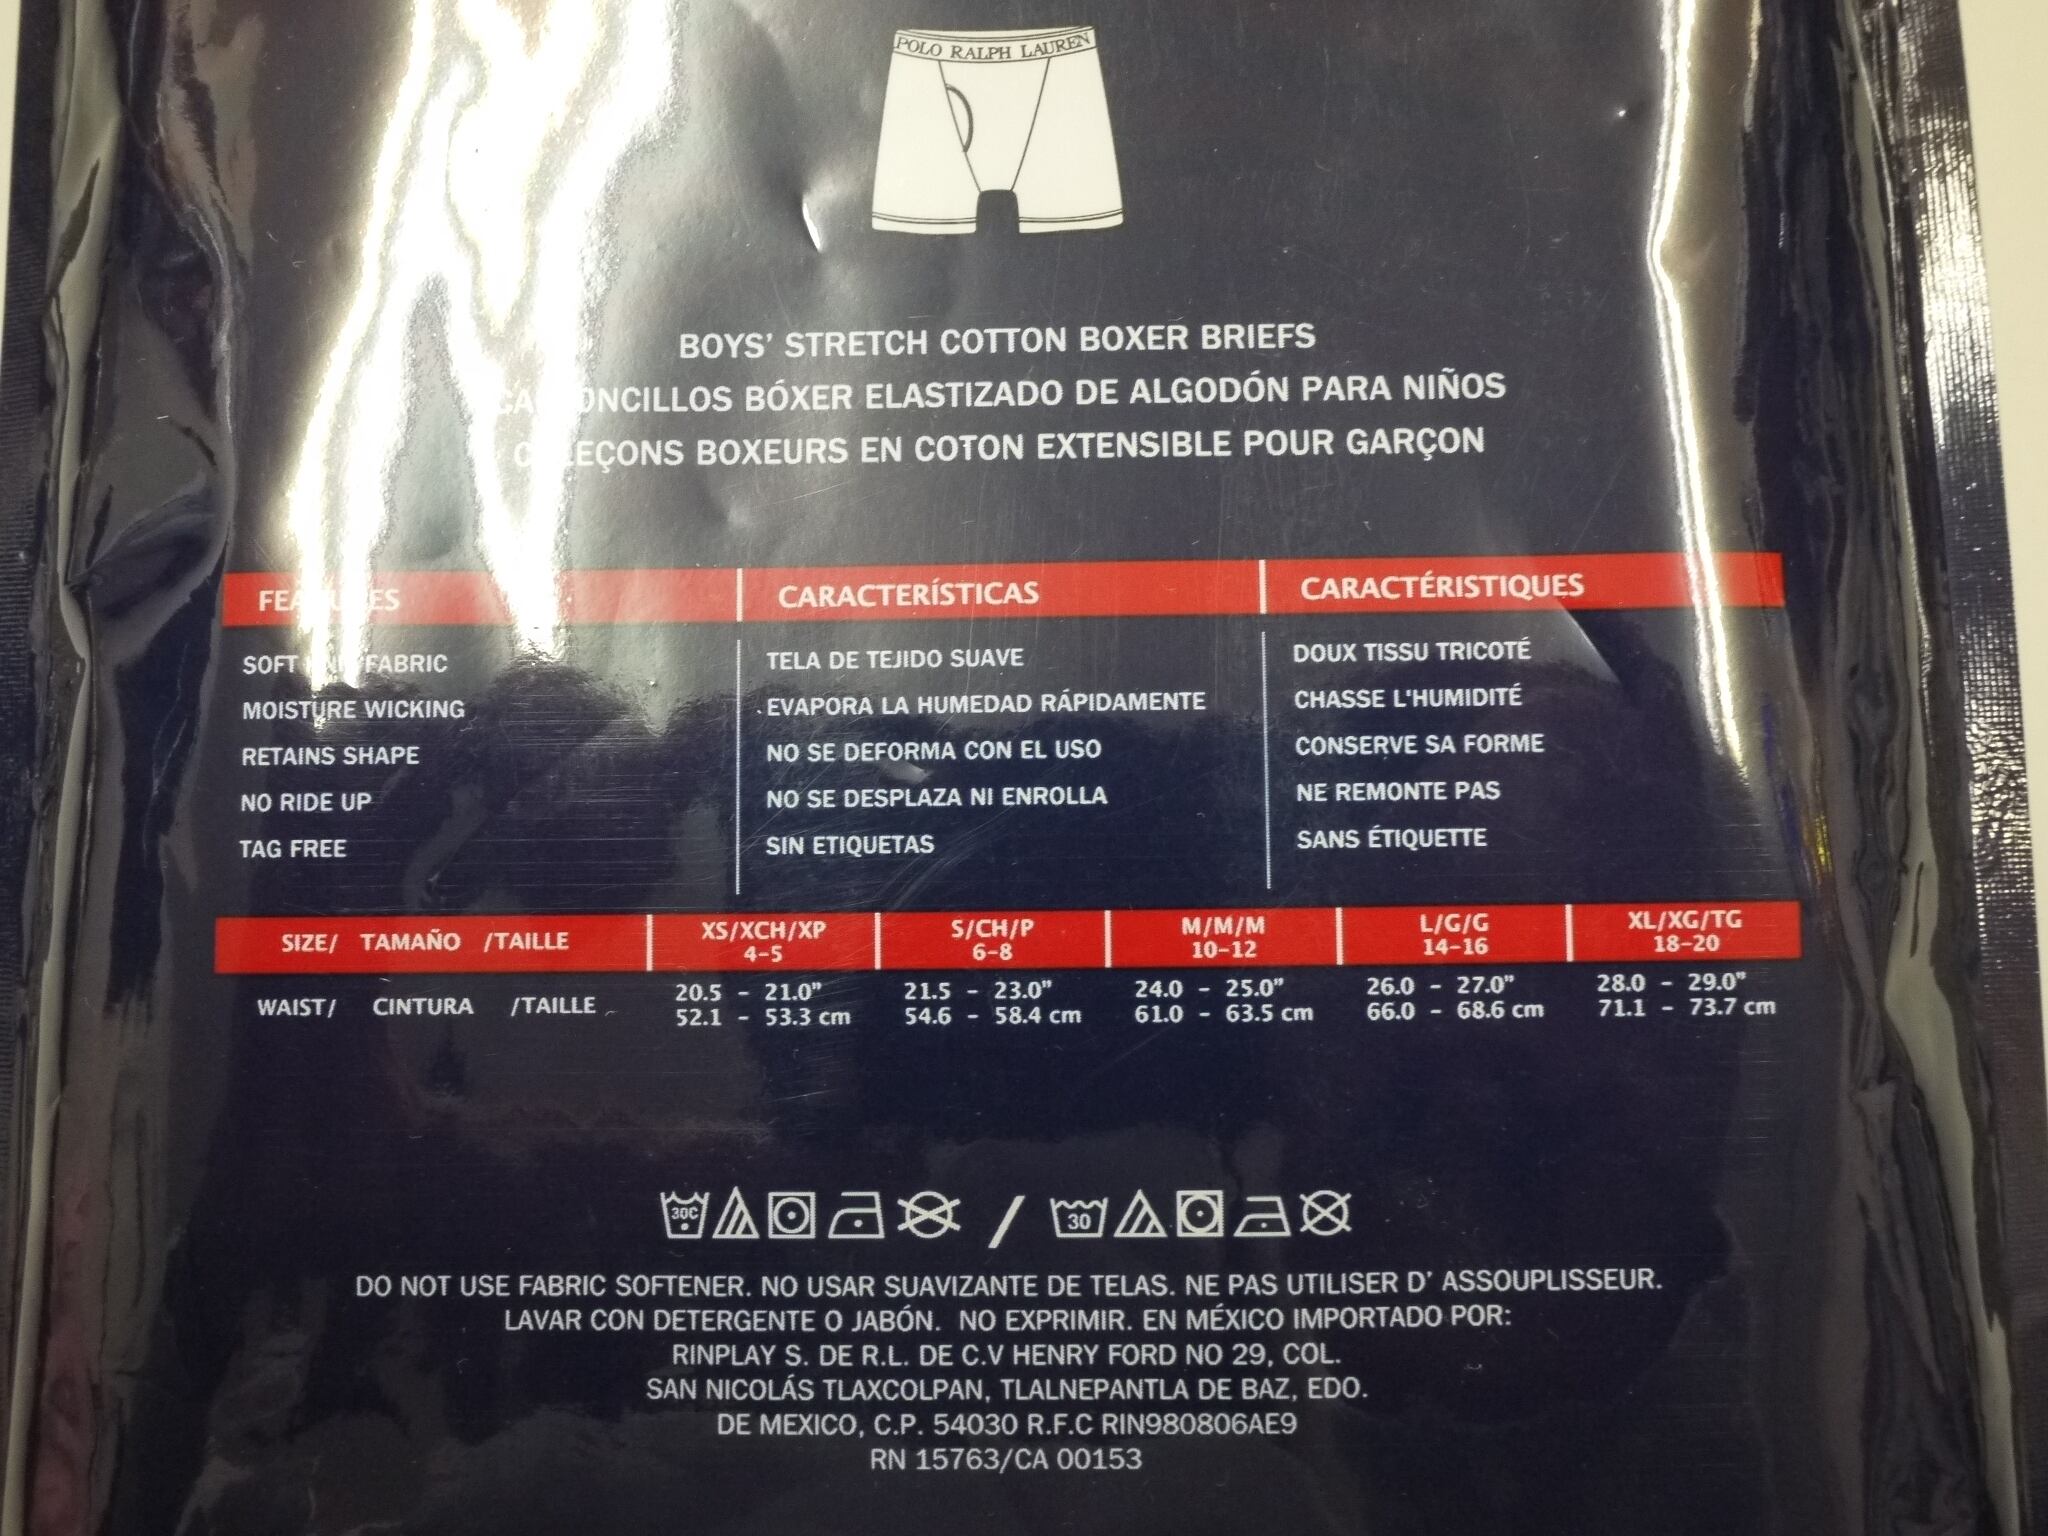 POLO RALPH LAUREN
BOYS' STRETCH COTTON BOXER BRIEFS
BÓXER ELASTIZADO DE ALGODÓN PARA NIÑOS
BOXEURS EN COTON EXTENSIBLE POUR GARÇON
FEATURES CARACTERÍSTICAS CARACTÉRISTIQUES
SOFT KNIT FABRIC TELA DE TEJIDO SUAVE DOUX TISSU TRICOTÉ
MOISTURE WICKING EVAPORA LA HUMEDAD RÁPIDAMENTE CHASSE L'HUMIDITÉ
RETAINS SHAPE NO SE DEFORMA CON EL USO CONSERVE SA FORME
NO RIDE UP NO SE DESPLAZA NI ENROLLA NE REMONTE PAS
TAG FREE SIN ETIQUETAS SANS ÉTIQUETTE
SIZE/ TAMAÑO /TAILLE XS/XCH/XP S/CH/P M/M/M L/G/G XL/XG/TG
4-5 6-8 10-12 14-16 18-20
WAIST/ CINTURA /TAILLE 20.5 - 21.0" 21.5 - 23.0" 24.0 - 25.0" 26.0 - 27.0" 28.0 - 29.0"
52.1 - 53.3 cm 54.6 - 58.4 cm 61.0 - 63.5 cm 66.0 - 68.6 cm 71.1 - 73.7 cm
30C / 30
DO NOT USE FABRIC SOFTENER. NO USAR SUAVIZANTE DE TELAS. NE PAS UTILISER D' ASSOUPLISSEUR.
LAVAR CON DETERGENTE O JABÓN. NO EXPRIMIR. EN MÉXICO IMPORTADO POR:
RINPLAY S. DE R.L. DE C.V HENRY FORD NO 29, COL.
SAN NICOLÁS TLAXCOLPAN, TLALNEPANTLA DE BAZ, EDO.
DE MEXICO, C.P. 54030 R.F.C RIN980806AE9
RN 15763/CA 00153